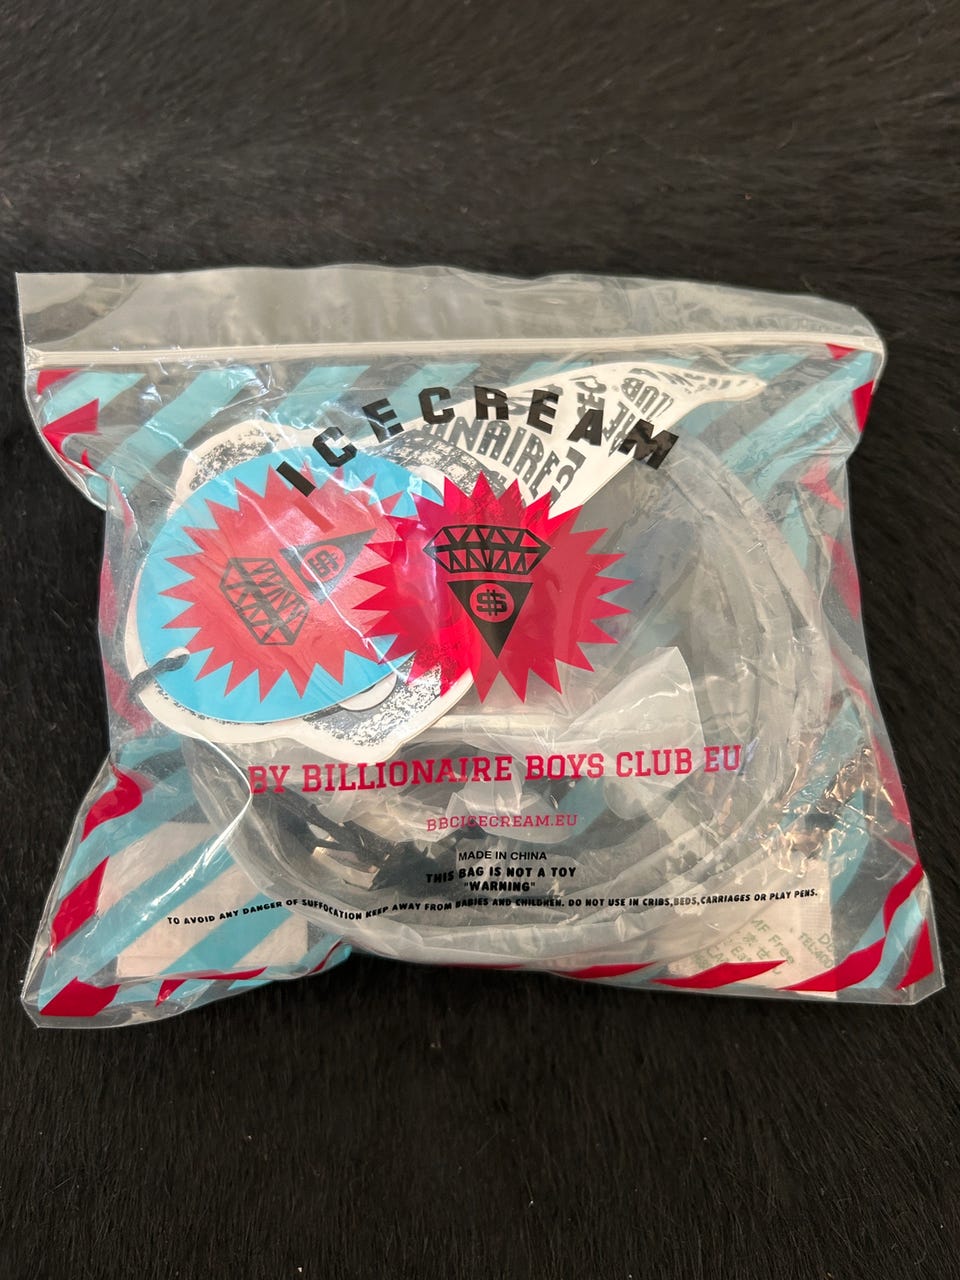 ICECREAM
$
$
BY BILLIONAIRE BOYS CLUB EU
BBCICECREAM.EU
MADE IN CHINA
THIS BAG IS NOT A TOY
"WARNING"
TO AVOID ANY DANGER OF SUFFOCATION KEEP AWAY FROM BABIES AND CHILDREN. DO NOT USE IN CRIBS,BEDS,CARRIAGES OR PLAY PENS.